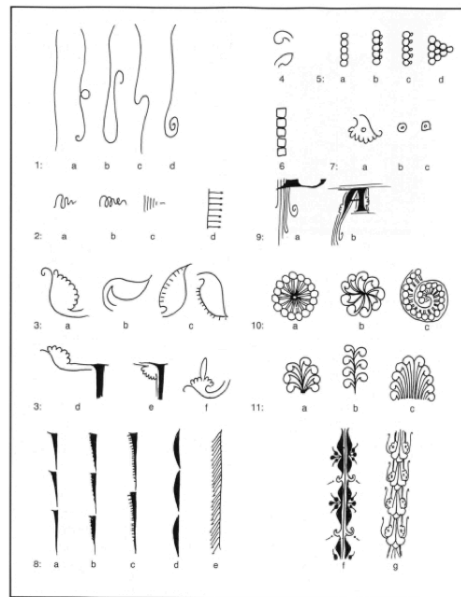 4 5: a b c d
1: a b c d
6 7: a b c
2: a b c d
9: a b
3: a b c
10: a b c
3: d e f
11: a b c
8: a b c d e f g